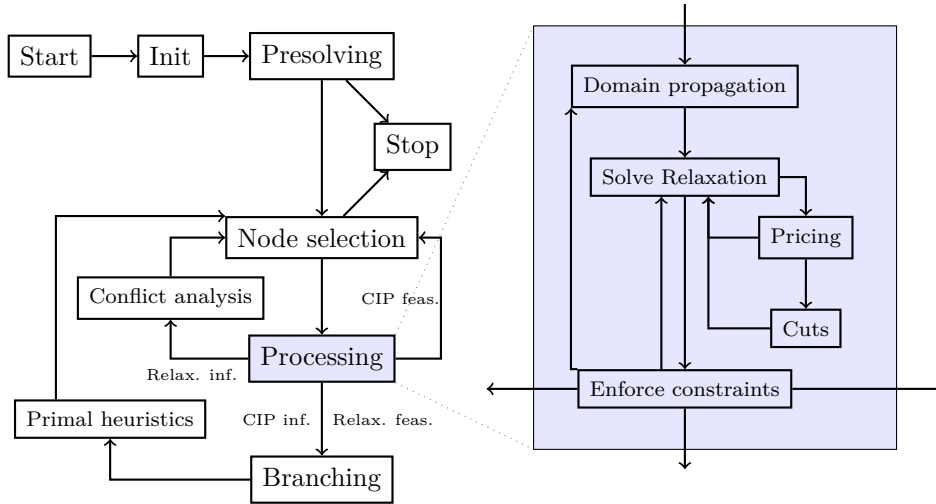 Start
Init
Presolving
Stop
Node selection
Conflict analysis
CIP feas.
Processing
Relax. inf.
Primal heuristics
CIP inf.
Relax. feas.
Branching
Domain propagation
Solve Relaxation
Pricing
Cuts
Enforce constraints